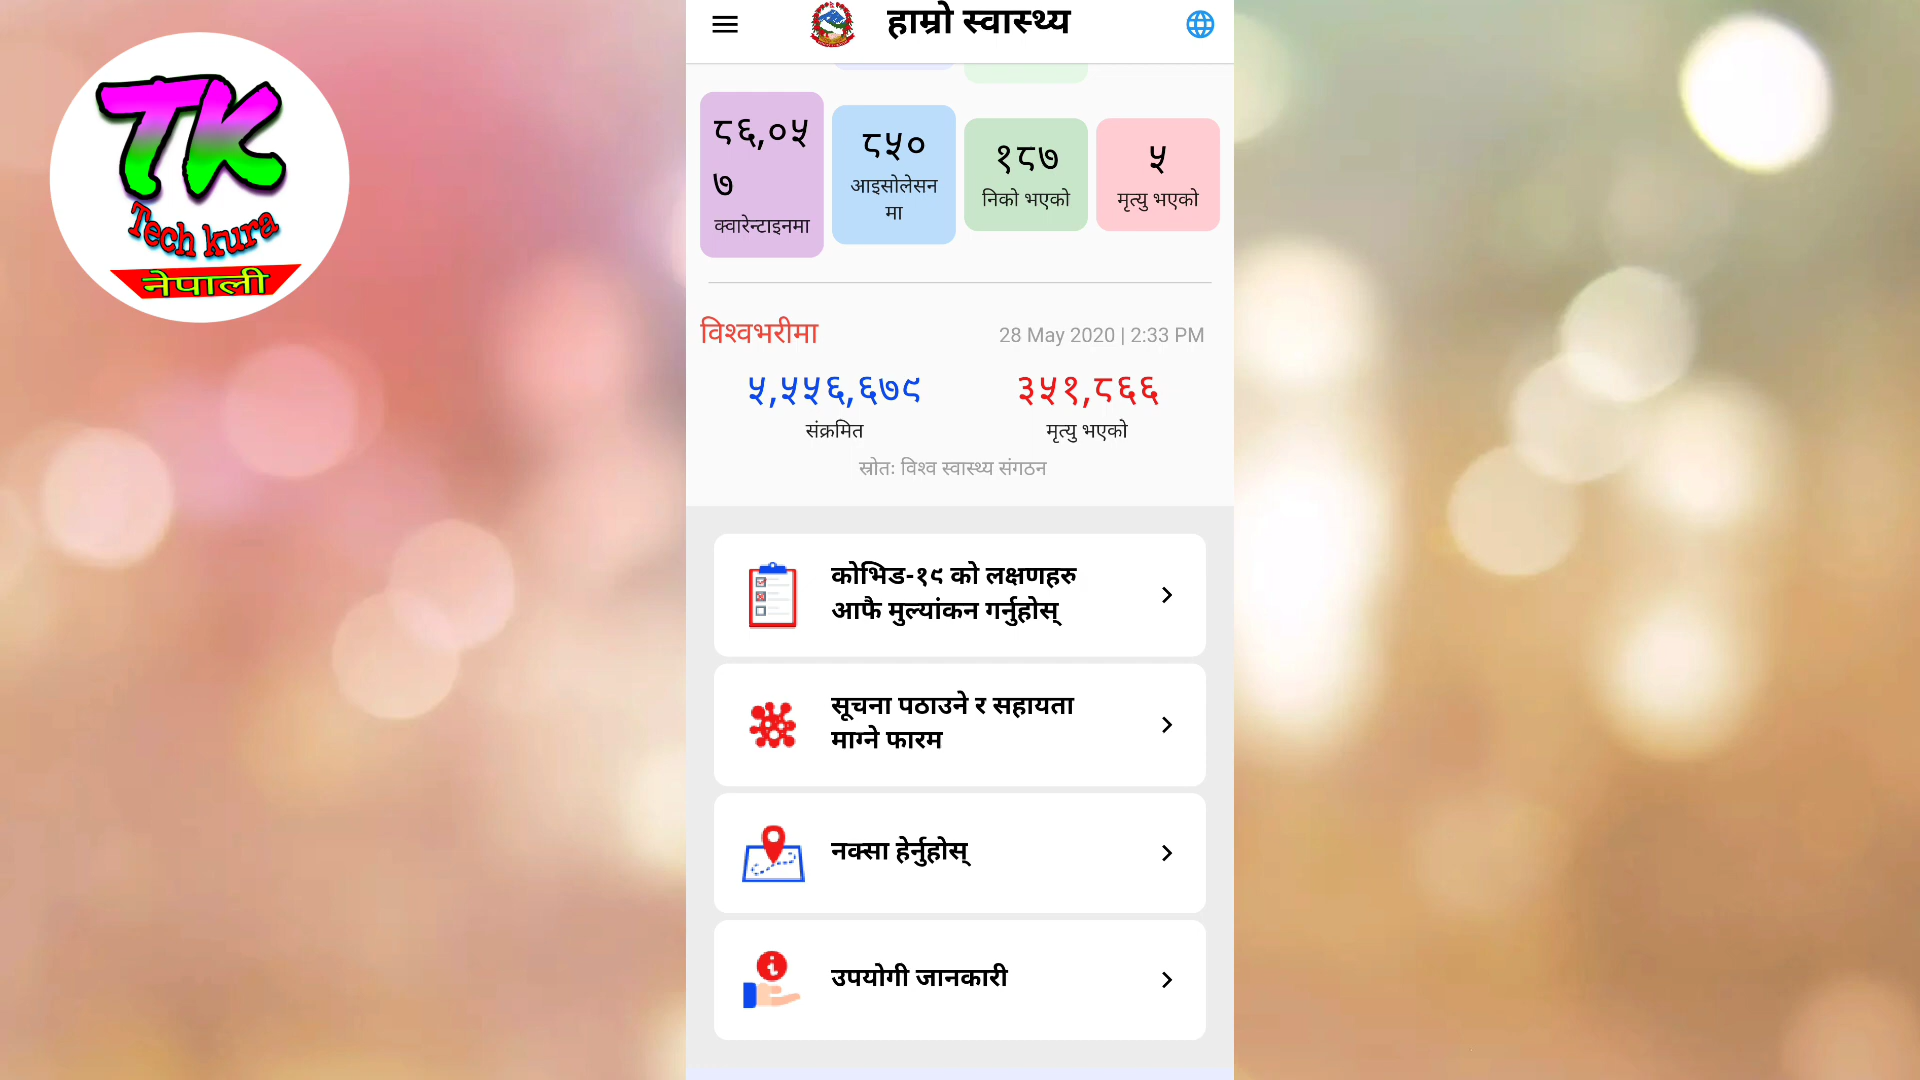 TK
Tech kura
नेपाली
हाम्रो स्वास्थ्य
८६,०५
७
क्वारेन्टाइनमा
८५०
आइसोलेसन
मा
१८७
निको भएको
५
मृत्यु भएको
विश्वभरीमा
28 May 2020 | 2:33 PM
५,५५६,६७९
संक्रमित
३५१,८६६
मृत्यु भएको
स्रोतः विश्व स्वास्थ्य संगठन
कोभिड-१९ को लक्षणहरु
आफै मुल्यांकन गर्नुहोस्
सूचना पठाउने र सहायता
माग्ने फारम
नक्सा हेर्नुहोस्
उपयोगी जानकारी